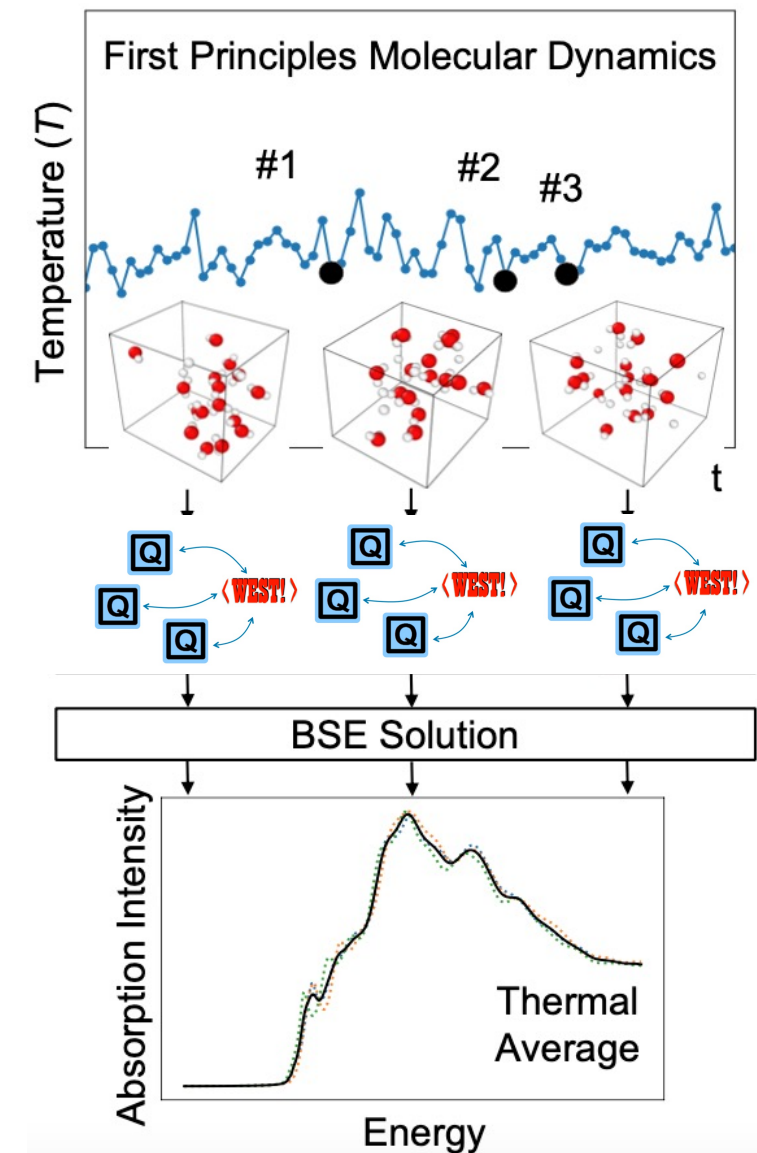 First Principles Molecular Dynamics
Temperature (T)
#1
#2
#3
t
Q
Q
Q
<WEST!>
Q
Q
Q
<WEST!>
Q
Q
Q
<WEST!>
BSE Solution
Absorption Intensity
Thermal
Average
Energy